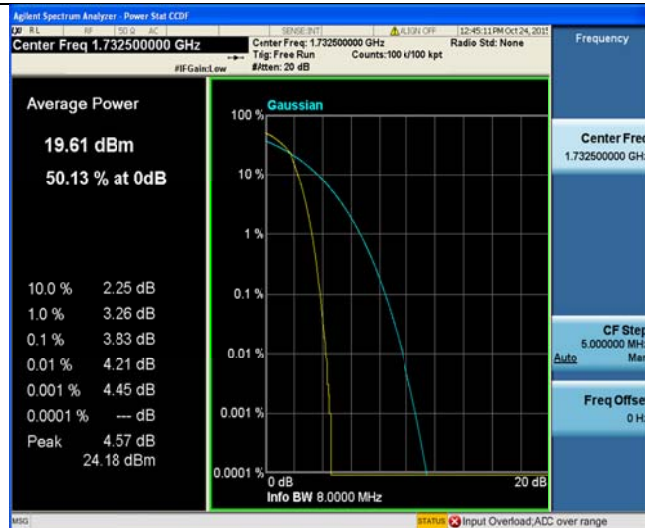 Agilent Spectrum Analyzer - Power Stat CCDF
RL RF 50 Ω AC SENSE:INT ALIGN OFF 12:45:11 PM Oct 24, 201
Center Freq 1.732500000 GHz
Center Freq: 1.732500000 GHz Radio Std: None
Trig: Free Run Counts:100 k/100 kpt
#IFGain:Low #Atten: 20 dB
Frequency
Average Power
19.61 dBm
50.13 % at 0dB
10.0 % 2.25 dB
1.0 % 3.26 dB
0.1 % 3.83 dB
0.01 % 4.21 dB
0.001 % 4.45 dB
0.0001 % --- dB
Peak 4.57 dB
24.18 dBm
Gaussian
100 %
10 %
1 %
0.1 %
0.01 %
0.001 %
0.0001 %
0 dB 20 dB
Info BW 8.0000 MHz
Center Freq
1.732500000 GHz
CF Step
5.000000 MHz
Auto Man
Freq Offset
0 Hz
MSG STATUS Input Overload;ADC over range